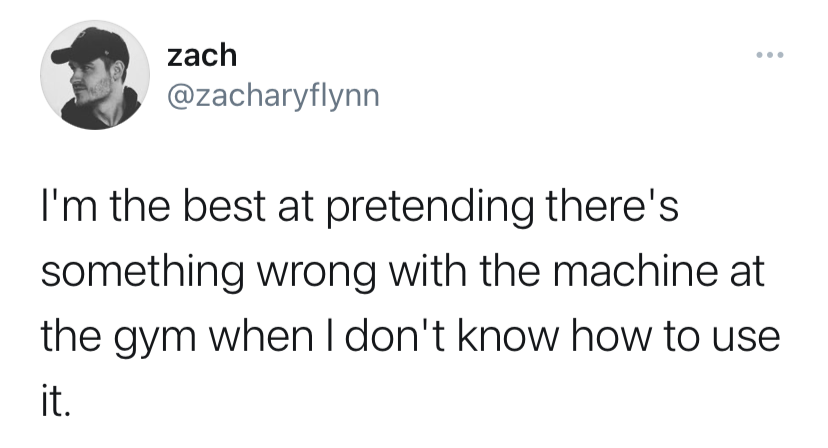 zach
@zacharyflynn
I'm the best at pretending there's
something wrong with the machine at
the gym when I don't know how to use
it.